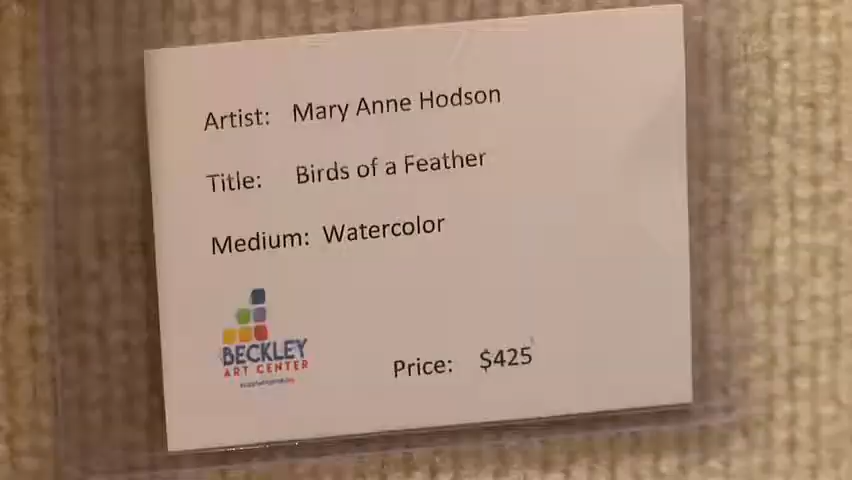 Artist: Mary Anne Hodson
Title: Birds of a Feather
Medium: Watercolor
BECKLEY
ART CENTER
Price: $425